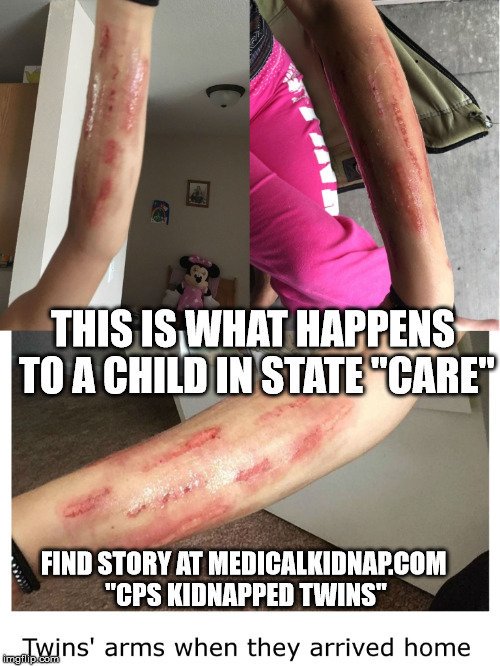 THIS IS WHAT HAPPENS
TO A CHILD IN STATE "CARE"
FIND STORY AT MEDICALKIDNAP.COM
"CPS KIDNAPPED TWINS"
Twins' arms when they arrived home
imgflip.com